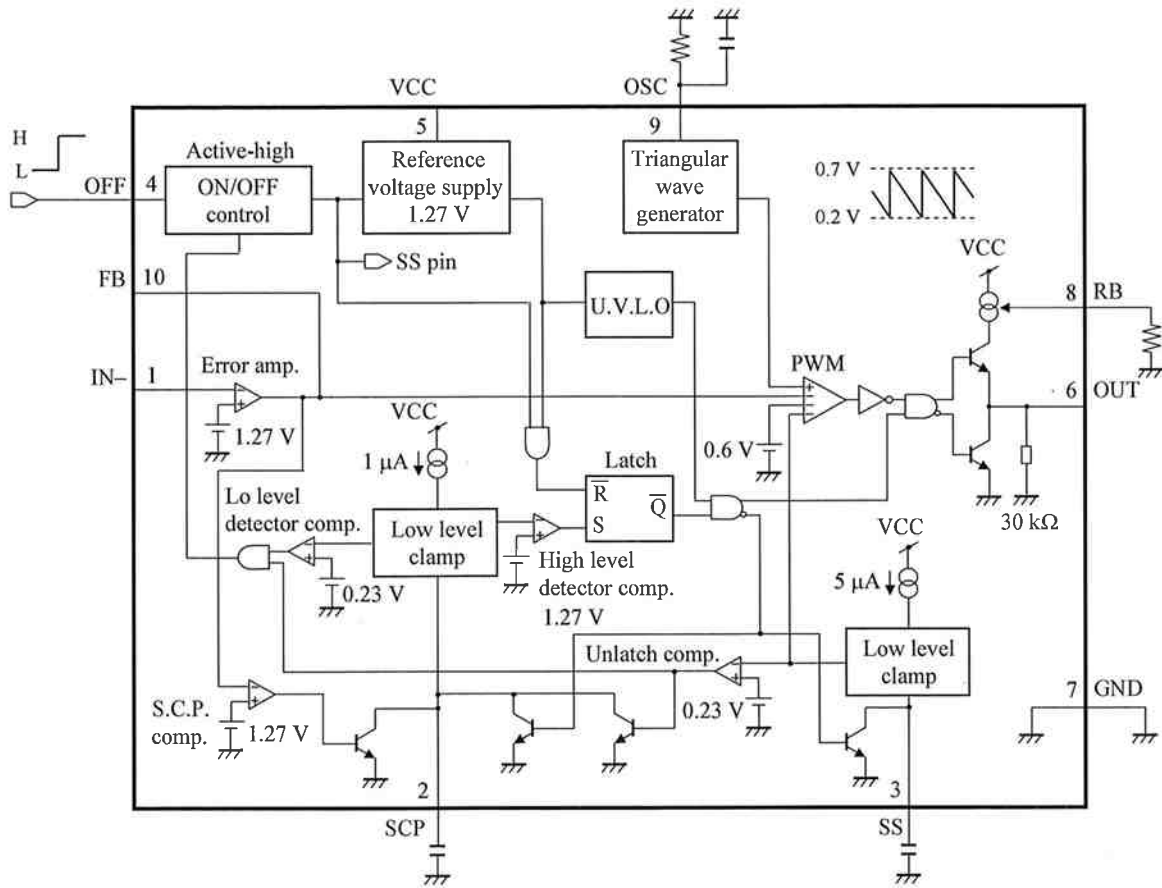 VCC
OSC
5
9
H
L
OFF
4
Active-high
ON/OFF
control
Reference
voltage supply
1.27 V
Triangular
wave
generator
0.7 V
0.2 V
SS pin
VCC
FB
10
U.V.L.O
8
RB
IN–
1
Error amp.
PWM
6
OUT
1.27 V
VCC
1 µA
0.6 V
Latch
R
S
Q
Lo level
detector comp.
Low level
clamp
30 kΩ
VCC
0.23 V
High level
detector comp.
1.27 V
5 µA
Low level
clamp
Unlatch comp.
S.C.P.
comp.
1.27 V
0.23 V
7
GND
2
3
SCP
SS